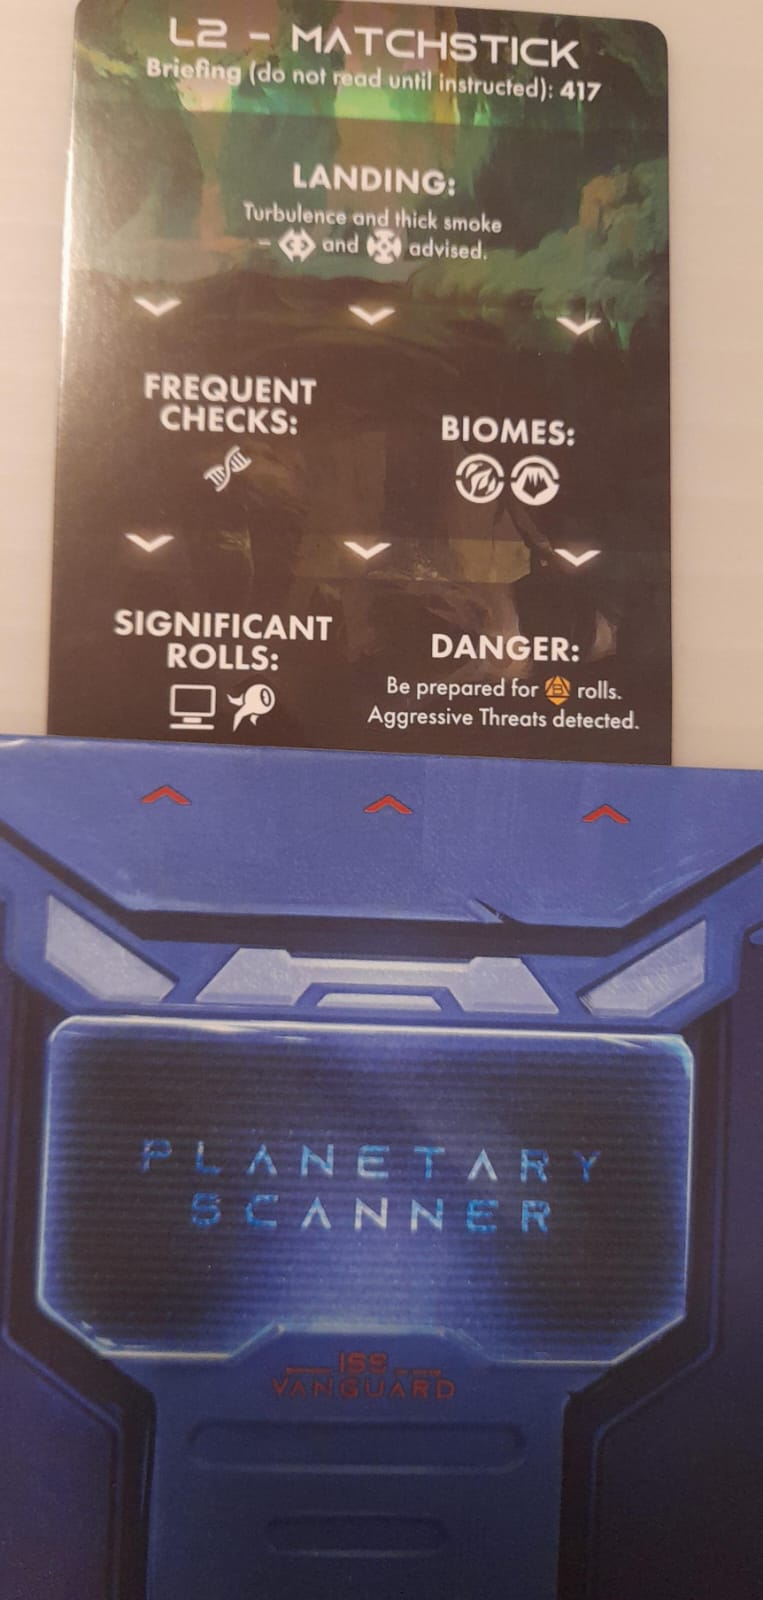 L2 - MATCHSTICK
Briefing (do not read until instructed): 417
LANDING:
Turbulence and thick smoke
- and advised.
FREQUENT
CHECKS:
BIOMES:
SIGNIFICANT
ROLLS:
DANGER:
Be prepared for B rolls.
Aggressive Threats detected.
PLANETARY
SCANNER
ISS
VANGUARD